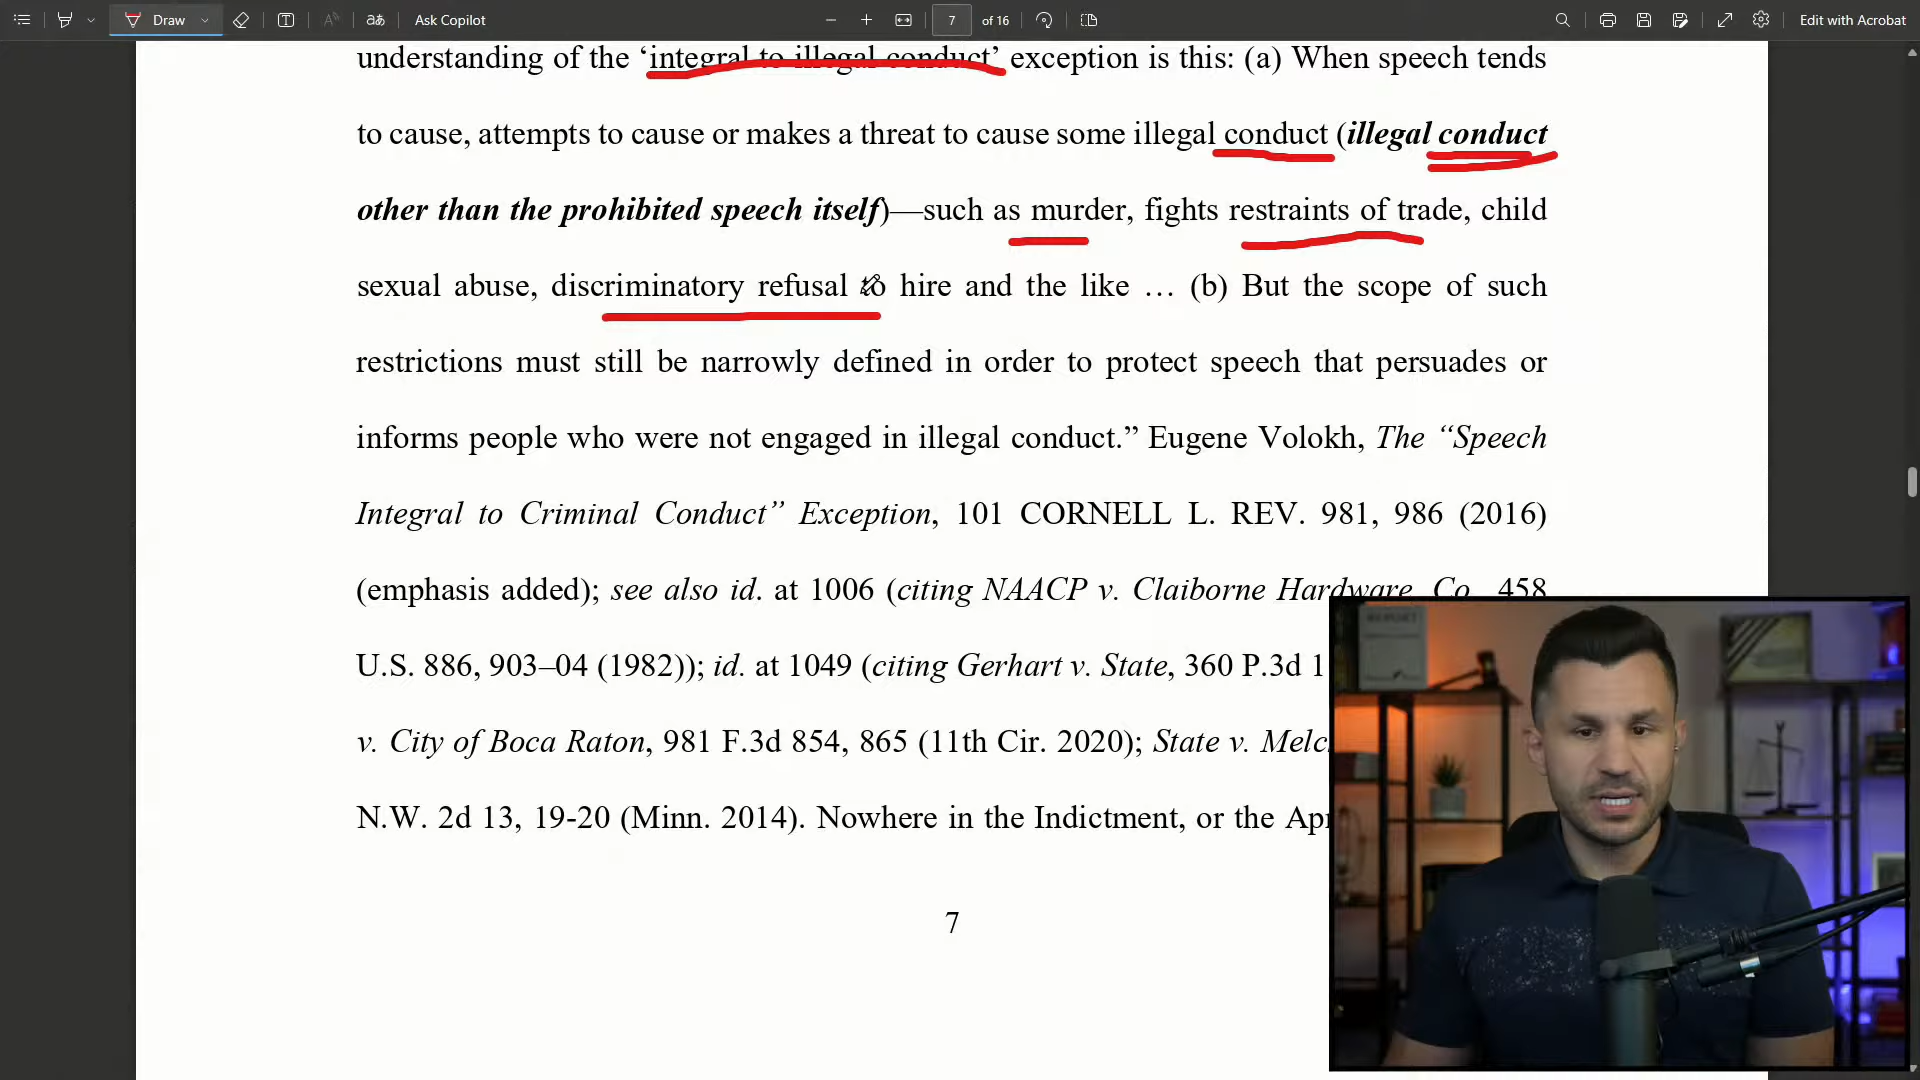 Draw
Ask Copilot
7 of 16
Edit with Acrobat
understanding of the ‘integral to illegal conduct’ exception is this: (a) When speech tends
to cause, attempts to cause or makes a threat to cause some illegal conduct (illegal conduct
other than the prohibited speech itself)—such as murder, fights restraints of trade, child
sexual abuse, discriminatory refusal to hire and the like … (b) But the scope of such
restrictions must still be narrowly defined in order to protect speech that persuades or
informs people who were not engaged in illegal conduct.” Eugene Volokh, The “Speech
Integral to Criminal Conduct” Exception, 101 CORNELL L. REV. 981, 986 (2016)
(emphasis added); see also id. at 1006 (citing NAACP v. Claiborne Hardware, Co., 458
U.S. 886, 903–04 (1982)); id. at 1049 (citing Gerhart v. State, 360 P.3d 1
v. City of Boca Raton, 981 F.3d 854, 865 (11th Cir. 2020); State v. Melc
N.W. 2d 13, 19-20 (Minn. 2014). Nowhere in the Indictment, or the Ap
7